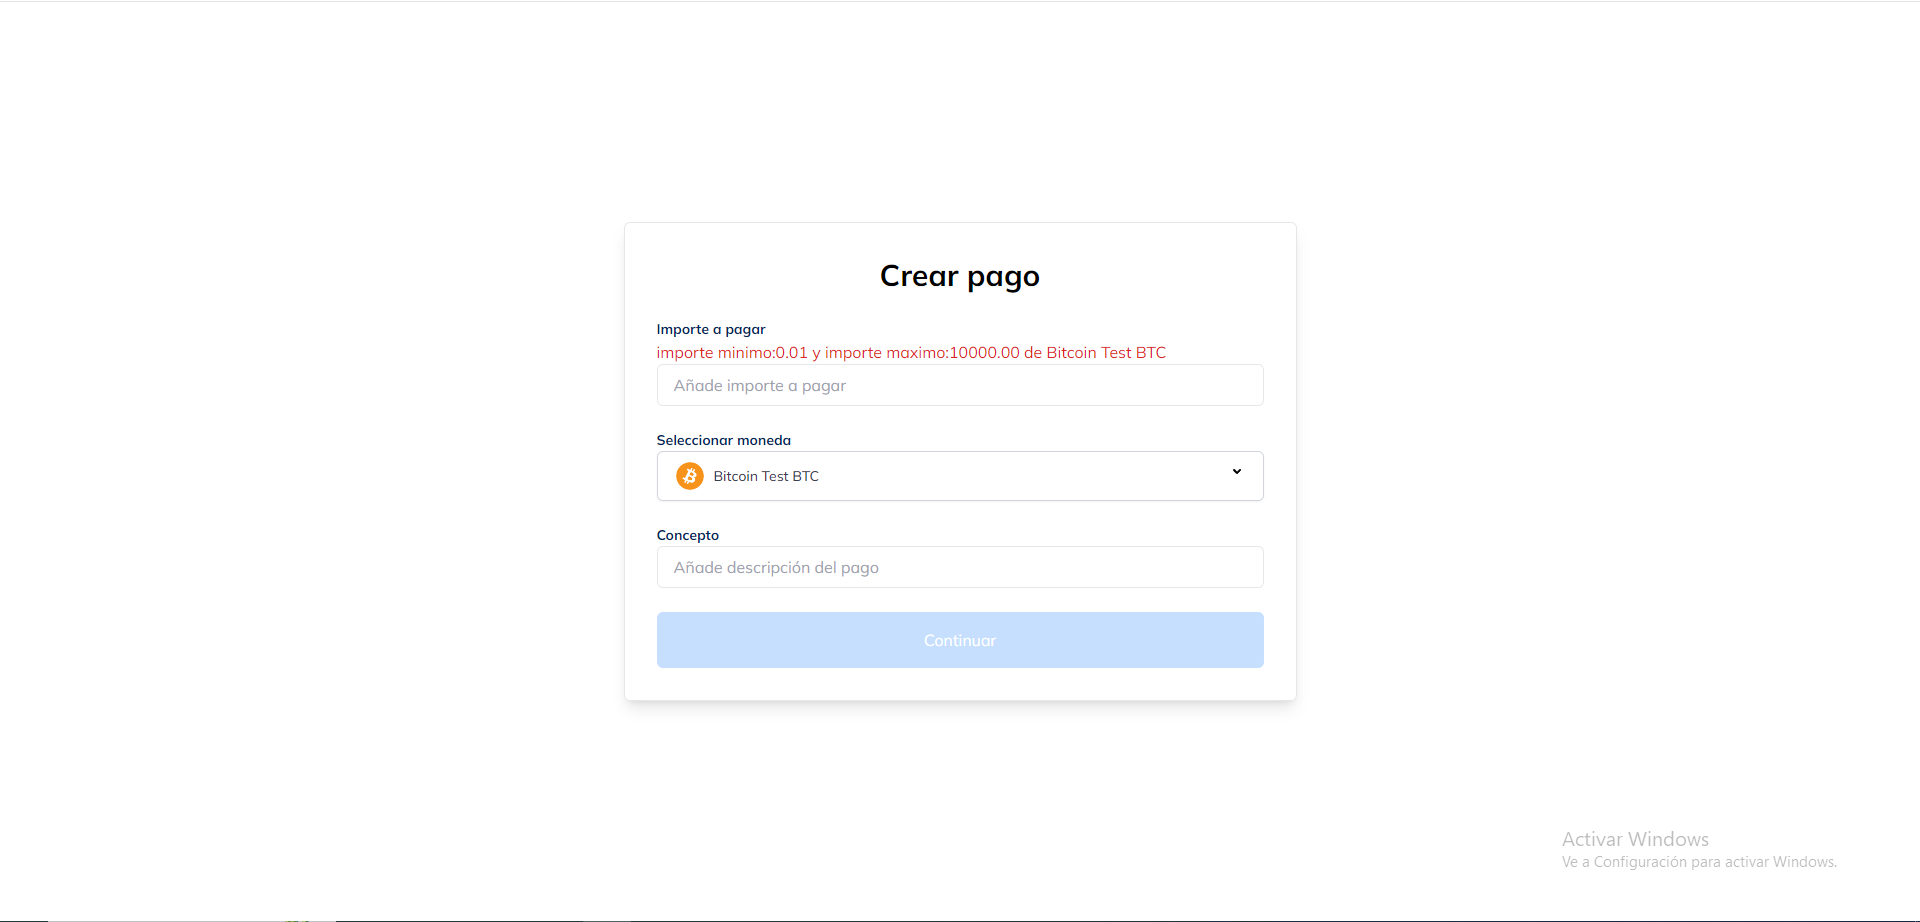 Crear pago
Importe a pagar
importe minimo:0.01 y importe maximo:10000.00 de Bitcoin Test BTC
Añade importe a pagar
Seleccionar moneda
Bitcoin Test BTC
Concepto
Añade descripción del pago
Continuar
Activar Windows
Ve a Configuración para activar Windows.